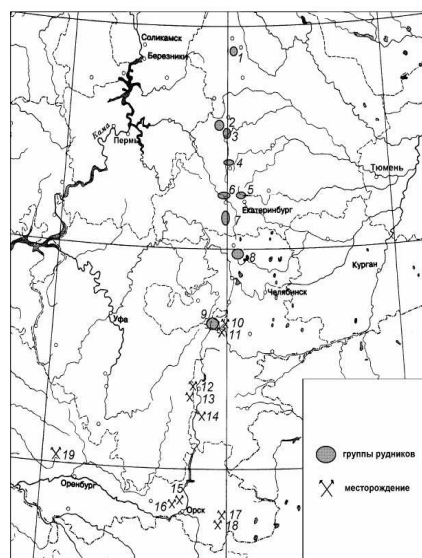 Соликамск
Березники
1
Кама
Пермь
2
3
4
Тюмень
6
5
Екатеринбург
8
Курган
Челябинск
9
10
11
Уфа
12
13
14
19
Оренбург
15
16
Орск
17
18
группы рудников
месторождение